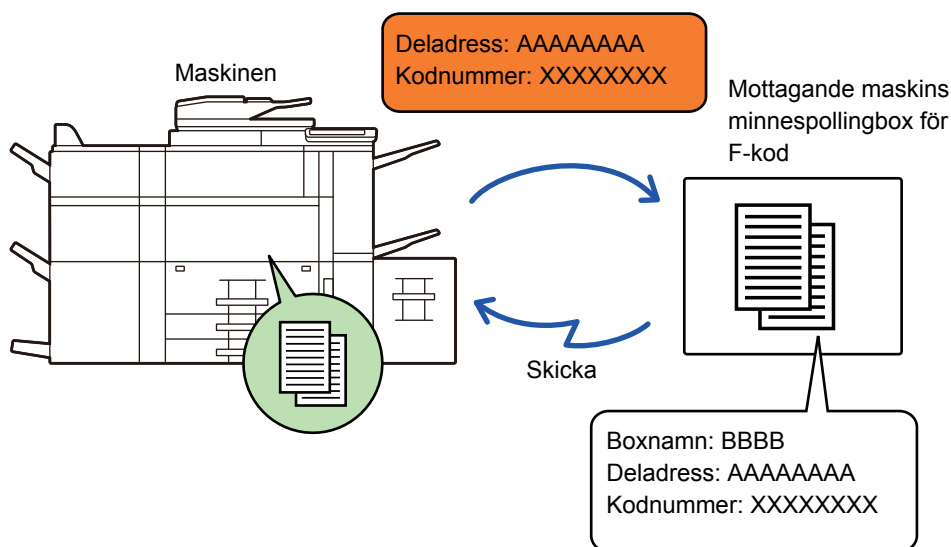 Deladress: AAAAAAAA
Kodnummer: XXXXXXXX
Maskinen
Mottagande maskins
minnespollingbox för
F-kod
Skicka
Boxnamn: BBBB
Deladress: AAAAAAAA
Kodnummer: XXXXXXXX